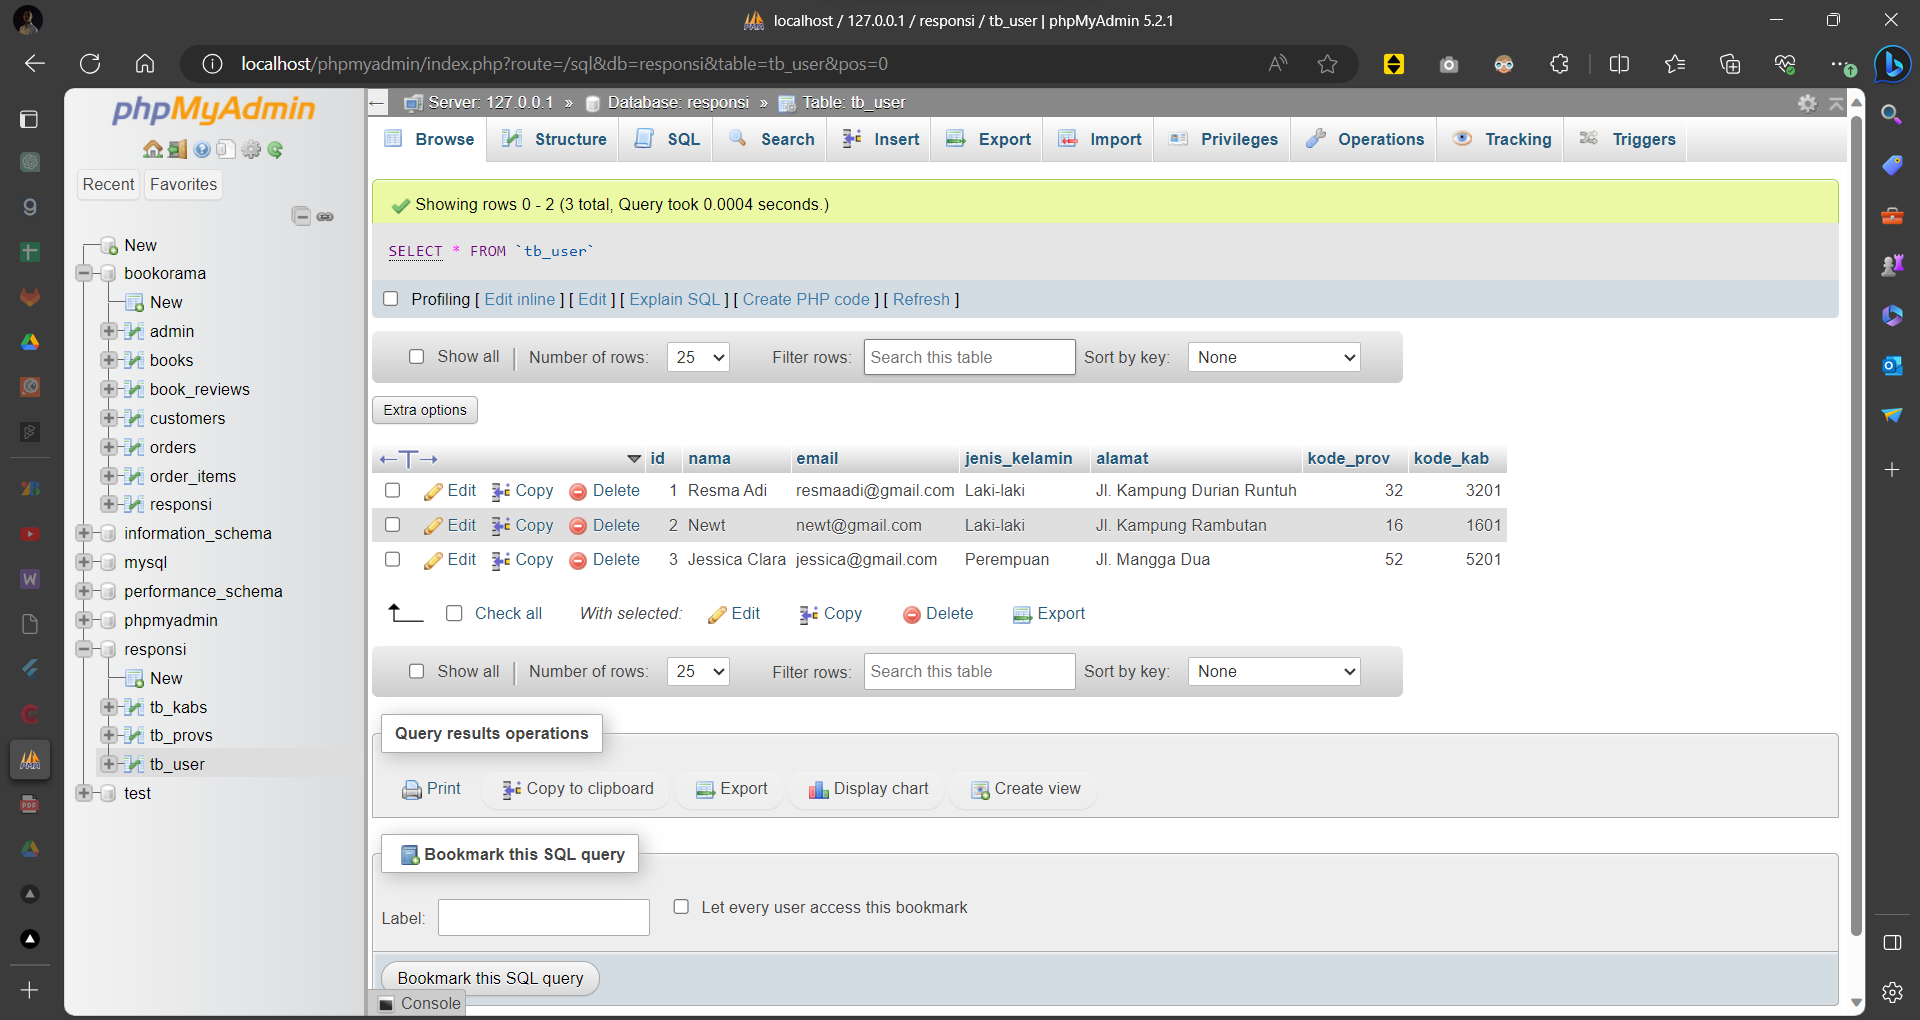 localhost / 127.0.0.1 / responsi / tb_user | phpMyAdmin 5.2.1
localhost/phpmyadmin/index.php?route=/sql&db=responsi&table=tb_user&pos=0
phpMyAdmin
Recent Favorites
New
bookorama
New
admin
books
book_reviews
customers
orders
order_items
responsi
information_schema
mysql
performance_schema
phpmyadmin
responsi
New
tb_kabs
tb_provs
tb_user
test
Server: 127.0.0.1 » Database: responsi » Table: tb_user
Browse Structure SQL Search Insert Export Import Privileges Operations Tracking Triggers
Showing rows 0 - 2 (3 total, Query took 0.0004 seconds.)
SELECT * FROM `tb_user`
Profiling [ Edit inline ] [ Edit ] [ Explain SQL ] [ Create PHP code ] [ Refresh ]
Show all | Number of rows: 25 Filter rows: Search this table Sort by key: None
Extra options
←T→ id nama email jenis_kelamin alamat kode_prov kode_kab
Edit Copy Delete 1 Resma Adi resmaadi@gmail.com Laki-laki Jl. Kampung Durian Runtuh 32 3201
Edit Copy Delete 2 Newt newt@gmail.com Laki-laki Jl. Kampung Rambutan 16 1601
Edit Copy Delete 3 Jessica Clara jessica@gmail.com Perempuan Jl. Mangga Dua 52 5201
Check all With selected: Edit Copy Delete Export
Show all | Number of rows: 25 Filter rows: Search this table Sort by key: None
Query results operations
Print Copy to clipboard Export Display chart Create view
Bookmark this SQL query
Label: Let every user access this bookmark
Bookmark this SQL query
Console